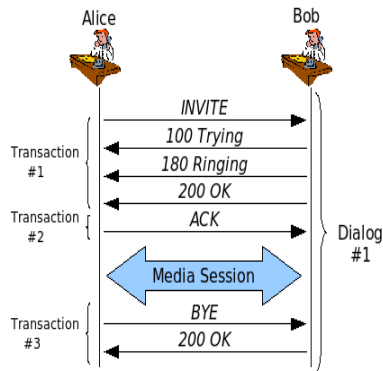 Alice
Bob
INVITE
100 Trying
180 Ringing
200 OK
Transaction
#1
ACK
Transaction
#2
Dialog
#1
Media Session
BYE
200 OK
Transaction
#3